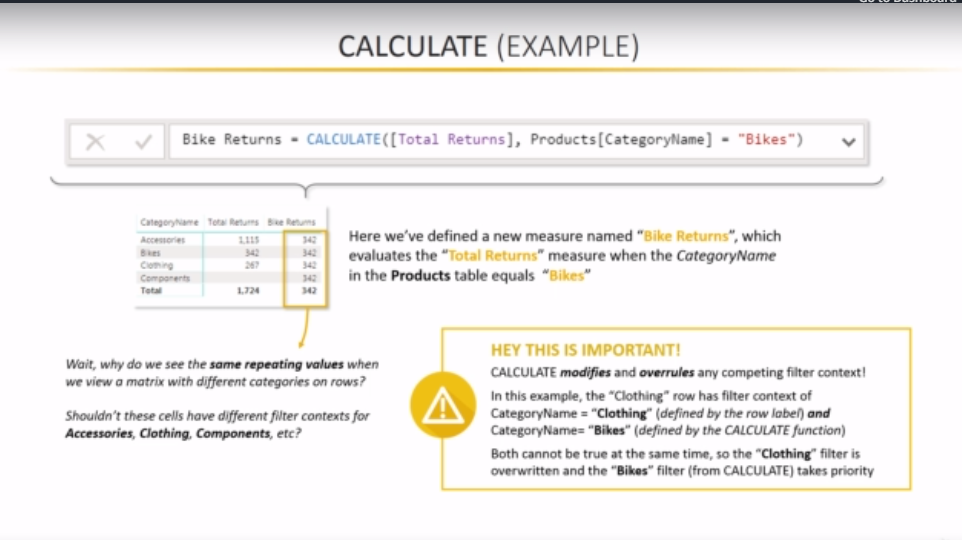 Go to Dashboard
CALCULATE (EXAMPLE)
Bike Returns = CALCULATE([Total Returns], Products[CategoryName] = "Bikes")
CategoryName Total Returns Bike Returns
Accessories 1,115 342
Bikes 342 342
Clothing 267 342
Components 342
Total 1,724 342
Here we've defined a new measure named "Bike Returns", which
evaluates the "Total Returns" measure when the CategoryName
in the Products table equals "Bikes"
Wait, why do we see the same repeating values when
we view a matrix with different categories on rows?
Shouldn't these cells have different filter contexts for
Accessories, Clothing, Components, etc?
HEY THIS IS IMPORTANT!
CALCULATE modifies and overrules any competing filter context!
In this example, the "Clothing" row has filter context of
CategoryName = "Clothing" (defined by the row label) and
CategoryName= "Bikes" (defined by the CALCULATE function)
Both cannot be true at the same time, so the "Clothing" filter is
overwritten and the "Bikes" filter (from CALCULATE) takes priority